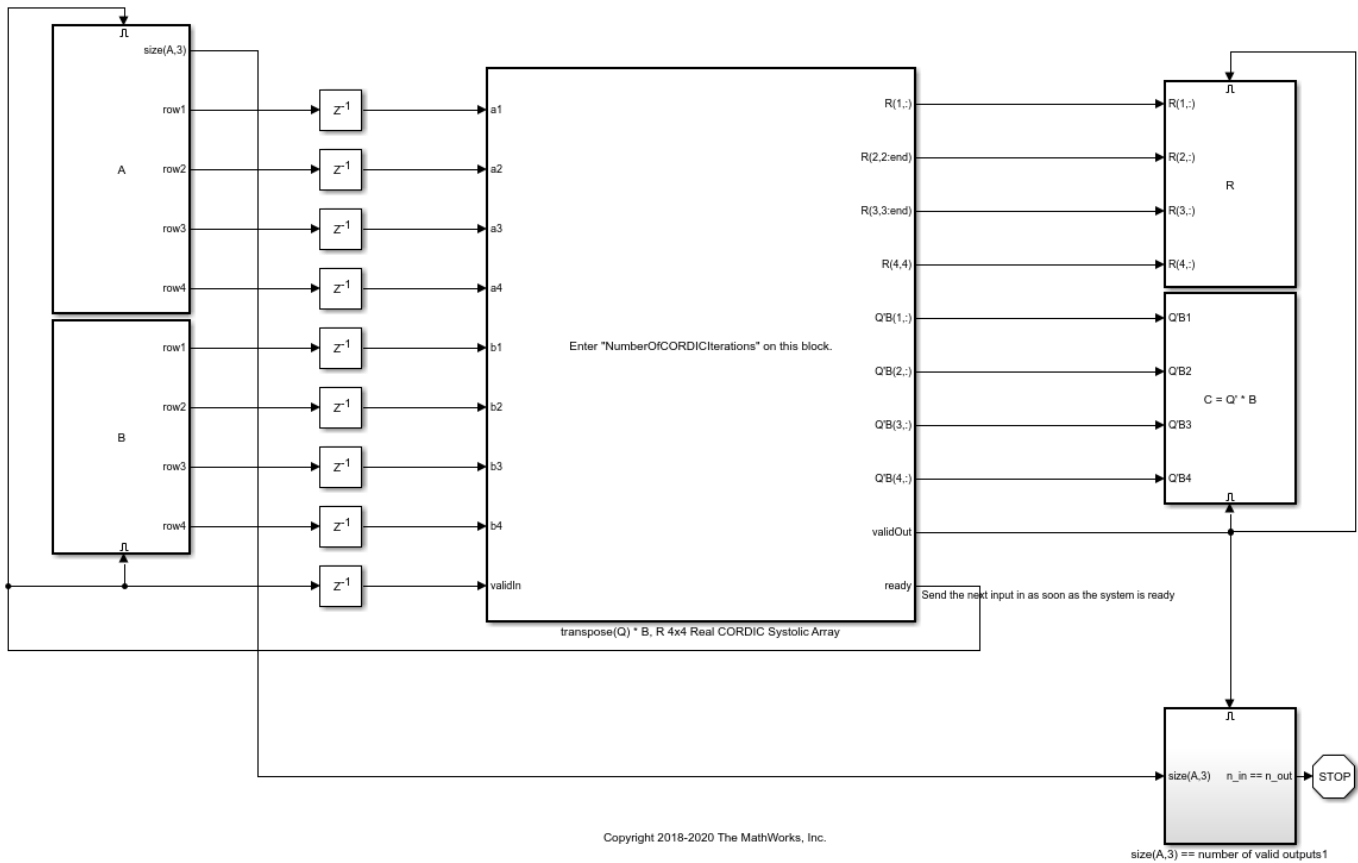 size(A,3)
row1
row2
A
row3
row4
row1
row2
B
row3
row4
Z-1
Z-1
Z-1
Z-1
Z-1
Z-1
Z-1
Z-1
Z-1
a1
a2
a3
a4
b1
b2
b3
b4
validIn
Enter "NumberOfCORDICIterations" on this block.
R(1,:)
R(2,2:end)
R(3,3:end)
R(4,4)
Q'B(1,:)
Q'B(2,:)
Q'B(3,:)
Q'B(4,:)
validOut
ready
transpose(Q) * B, R 4x4 Real CORDIC Systolic Array
Send the next input in as soon as the system is ready
R(1,:)
R(2,:)
R
R(3,:)
R(4,:)
Q'B1
Q'B2
C = Q' * B
Q'B3
Q'B4
size(A,3)
n_in == n_out
STOP
size(A,3) == number of valid outputs1
Copyright 2018-2020 The MathWorks, Inc.